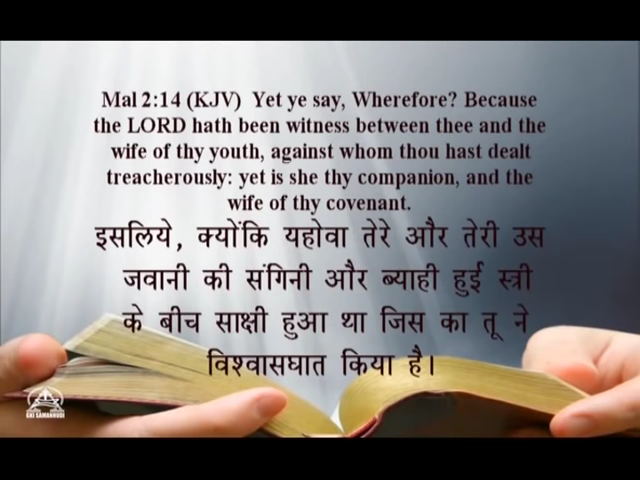 Mal 2:14 (KJV) Yet ye say, Wherefore? Because
the LORD hath been witness between thee and the
wife of thy youth, against whom thou hast dealt
treacherously: yet is she thy companion, and the
wife of thy covenant.
इसलिये, क्योंकि यहोवा तेरे और तेरी उस
जवानी की संगिनी और ब्याही हुई स्त्री
के बीच साक्षी हुआ था जिस का तू ने
विश्वासघात किया है।
GKI SAMANHUDI